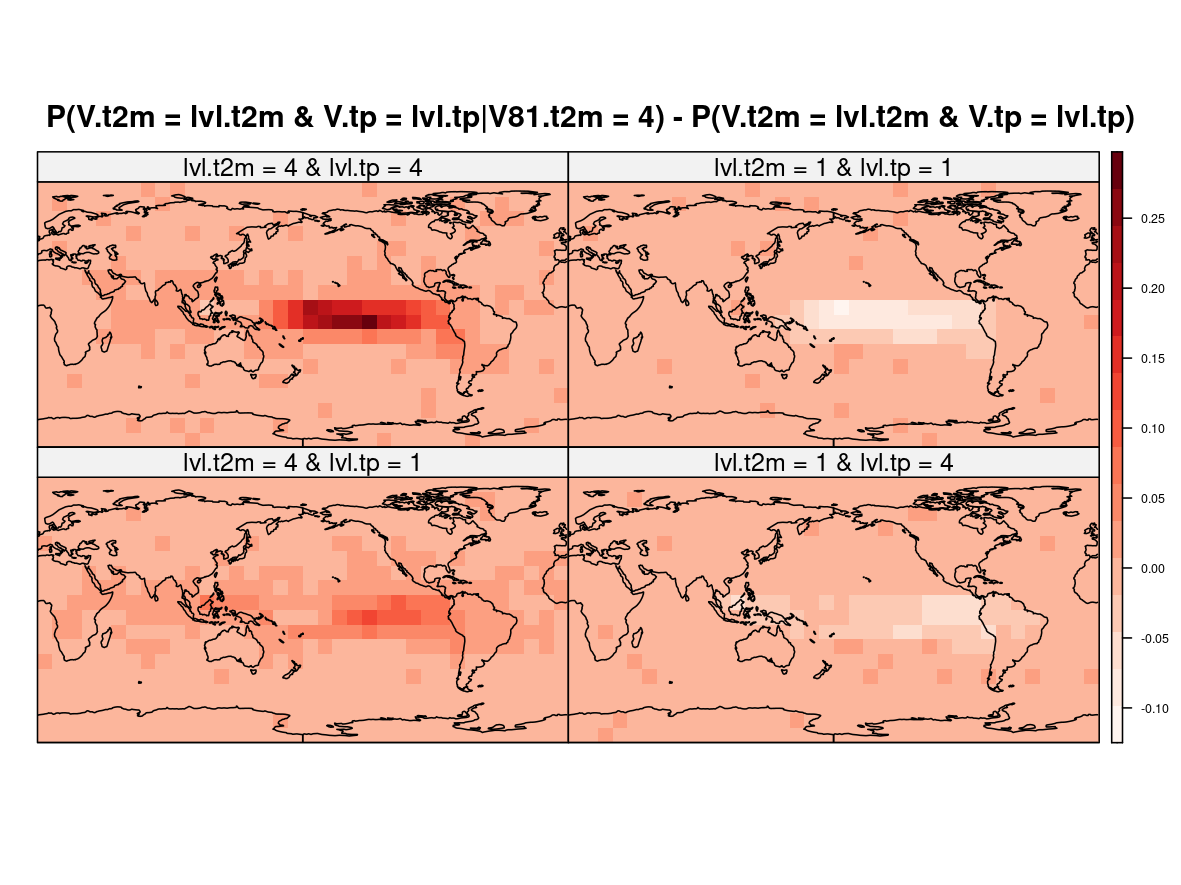 P(V.t2m = lvl.t2m & V.tp = lvl.tp|V81.t2m = 4) - P(V.t2m = lvl.t2m & V.tp = lvl.tp)
lvl.t2m = 4 & lvl.tp = 4
lvl.t2m = 1 & lvl.tp = 1
lvl.t2m = 4 & lvl.tp = 1
lvl.t2m = 1 & lvl.tp = 4
0.25
0.20
0.15
0.10
0.05
0.00
-0.05
-0.10